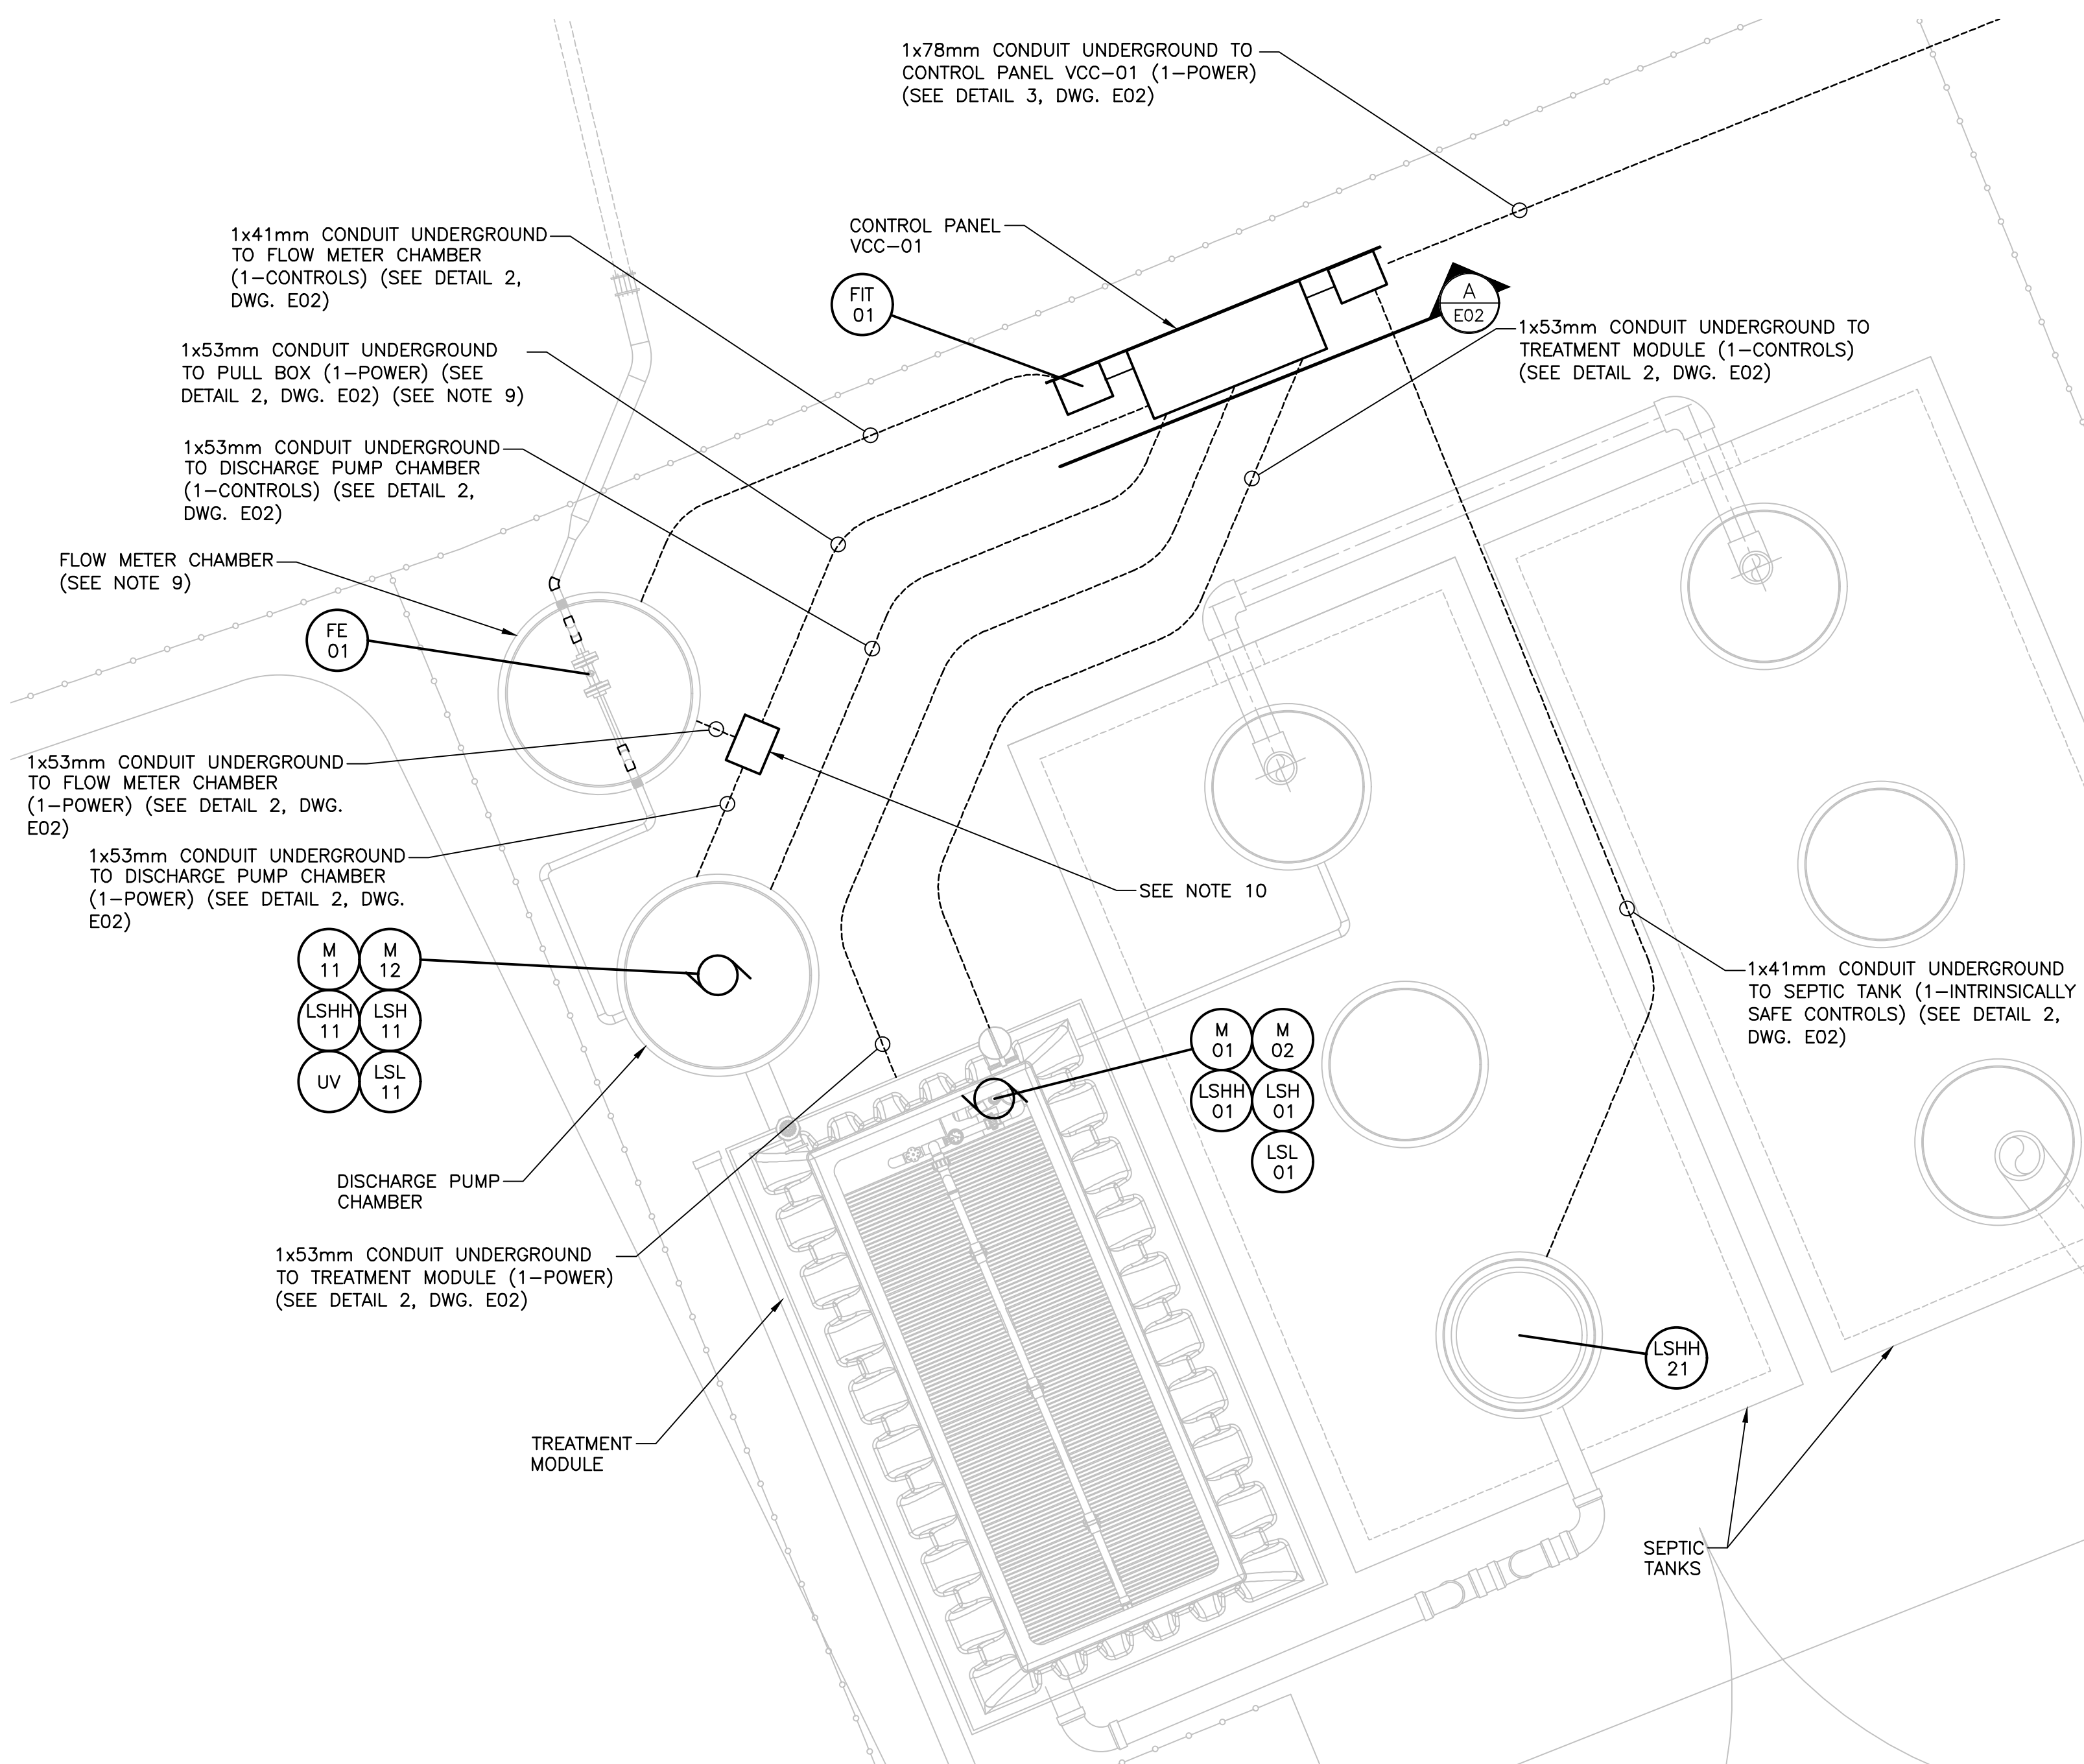 1x78mm CONDUIT UNDERGROUND TO
CONTROL PANEL VCC-01 (1-POWER)
(SEE DETAIL 3, DWG. E02)
1x41mm CONDUIT UNDERGROUND
TO FLOW METER CHAMBER
(1-CONTROLS) (SEE DETAIL 2,
DWG. E02)
CONTROL PANEL
VCC-01
FIT
01
A
E02
1x53mm CONDUIT UNDERGROUND TO
TREATMENT MODULE (1-CONTROLS)
(SEE DETAIL 2, DWG. E02)
1x53mm CONDUIT UNDERGROUND
TO PULL BOX (1-POWER) (SEE
DETAIL 2, DWG. E02) (SEE NOTE 9)
1x53mm CONDUIT UNDERGROUND
TO DISCHARGE PUMP CHAMBER
(1-CONTROLS) (SEE DETAIL 2,
DWG. E02)
FLOW METER CHAMBER
(SEE NOTE 9)
FE
01
1x53mm CONDUIT UNDERGROUND
TO FLOW METER CHAMBER
(1-POWER) (SEE DETAIL 2, DWG.
E02)
1x53mm CONDUIT UNDERGROUND
TO DISCHARGE PUMP CHAMBER
(1-POWER) (SEE DETAIL 2, DWG.
E02)
SEE NOTE 10
M
11
M
12
LSHH
11
LSH
11
UV
LSL
11
1x41mm CONDUIT UNDERGROUND
TO SEPTIC TANK (1-INTRINSICALLY
SAFE CONTROLS) (SEE DETAIL 2,
DWG. E02)
M
01
M
02
LSHH
01
LSH
01
LSL
01
DISCHARGE PUMP
CHAMBER
1x53mm CONDUIT UNDERGROUND
TO TREATMENT MODULE (1-POWER)
(SEE DETAIL 2, DWG. E02)
LSHH
21
TREATMENT
MODULE
SEPTIC
TANKS